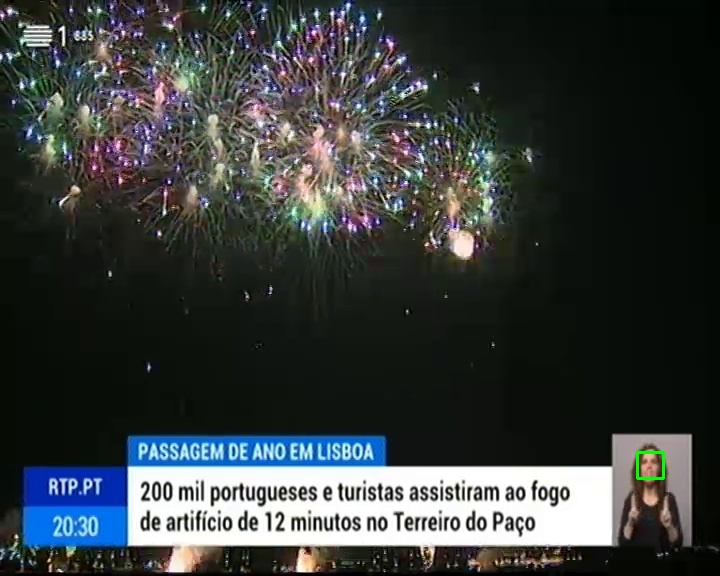 1 885
PASSAGEM DE ANO EM LISBOA
RTP.PT
20:30
200 mil portugueses e turistas assistiram ao fogo
de artifício de 12 minutos no Terreiro do Paço